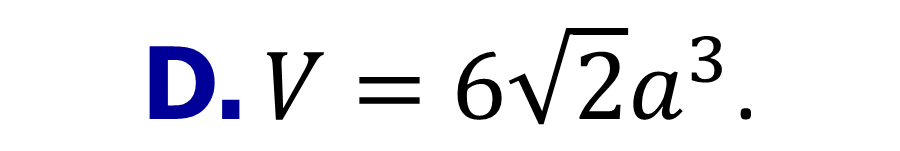 D. V = 6√2a³.